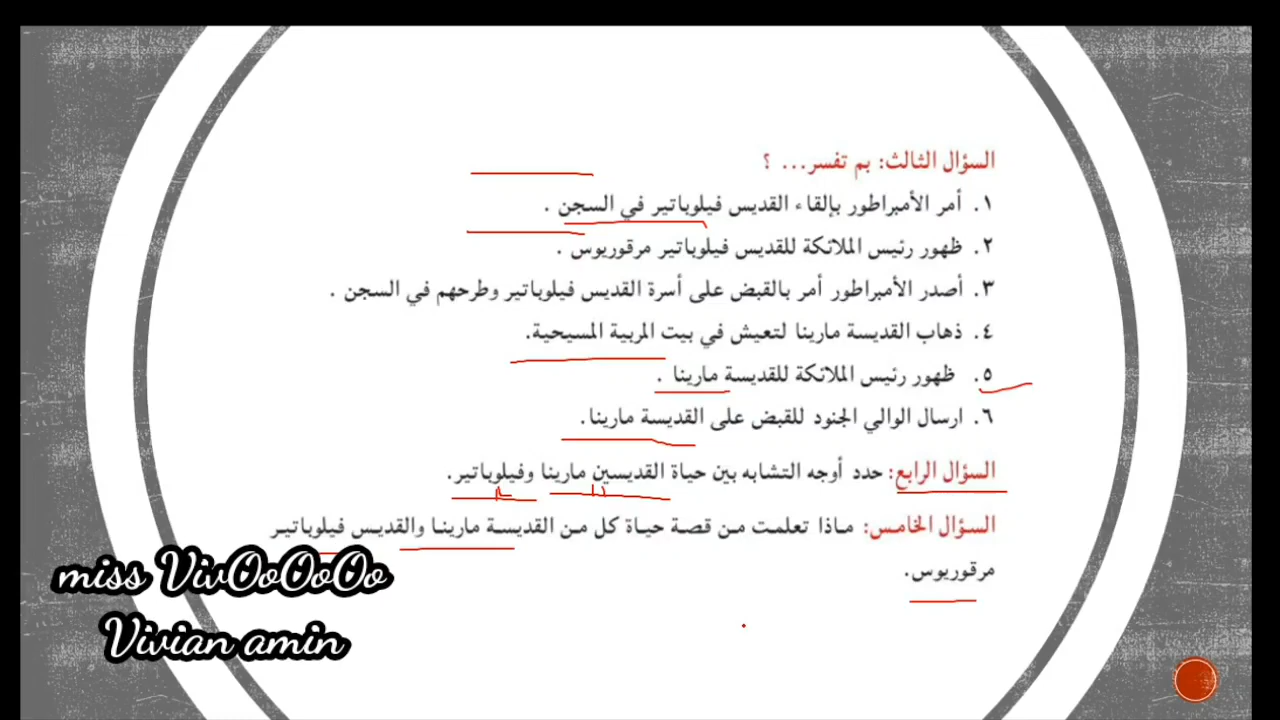 السؤال الثالث: بم تفسر... ؟
١. أمر الأمبراطور بإلقاء القديس فيلوباتير في السجن .
٢. ظهور رئيس الملائكة للقديس فيلوباتير مرقوريوس .
٣. أصدر الأمبراطور أمر بالقبض على أسرة القديس فيلوباتير وطرحهم في السجن .
٤. ذهاب القديسة مارينا لتعيش في بيت المربية المسيحية.
٥. ظهور رئيس الملائكة للقديسة مارينا .
٦. ارسال الوالي الجنود للقبض على القديسة مارينا.
السؤال الرابع: حدد أوجه التشابه بين حياة القديسين مارينا وفيلوباتير.
السؤال الخامس: ماذا تعلمت من قصة حياة كل من القديسة مارينا والقديس فيلوباتير
مرقوريوس.
miss VivOoOoOo
Vivian amin